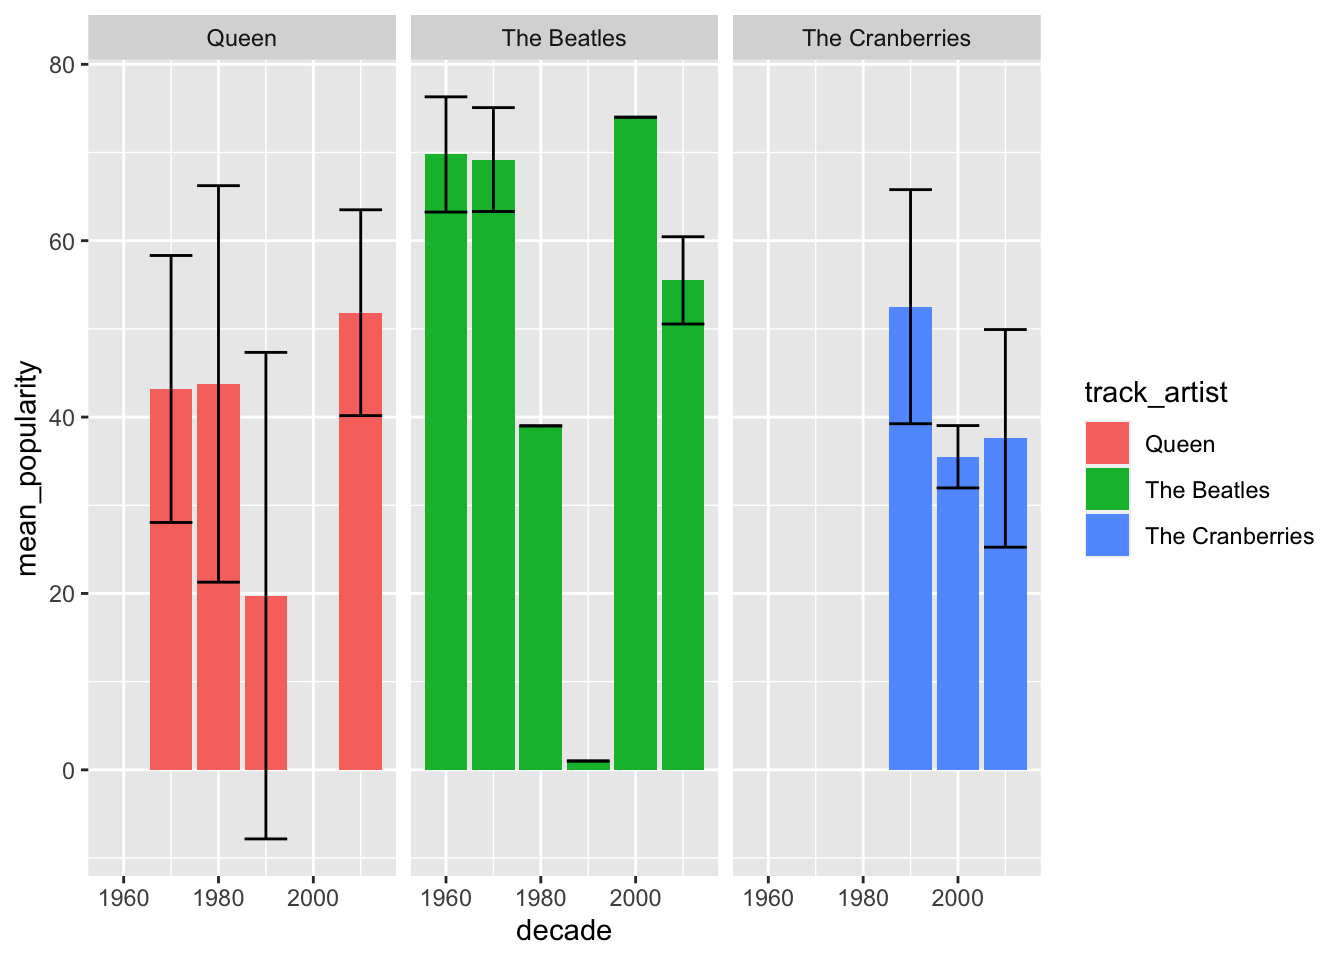 Queen
The Beatles
The Cranberries
80
60
40
20
0
mean_popularity
1960 1980 2000
1960 1980 2000
1960 1980 2000
decade
track_artist
Queen
The Beatles
The Cranberries